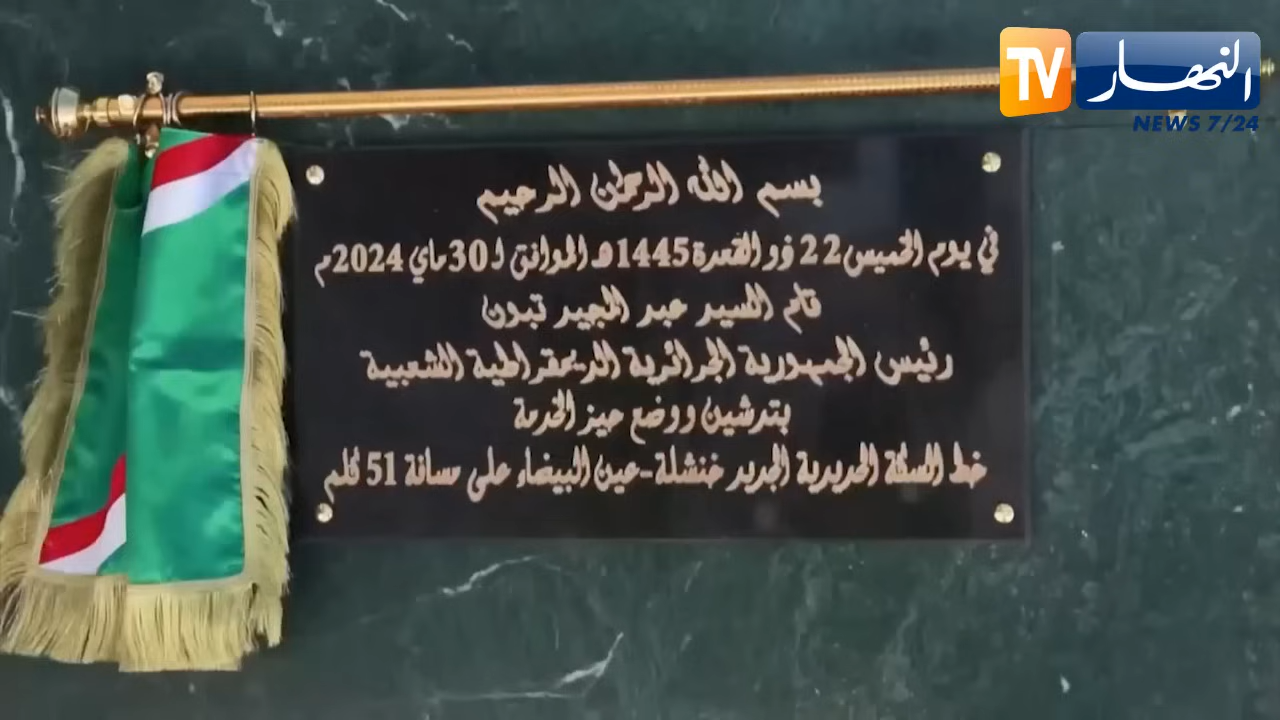 TV النهار
NEWS 7/24
بسم الله الرحمن الرحيم
في يوم الخميس 22 ذو القعدة 1445هـ الموافق لـ 30 ماي 2024م
قام السيد عبد المجيد تبون
رئيس الجمهورية الجزائرية الديمقراطية الشعبية
بتدشين ووضع حيز الخدمة
خط السكة الحديدية الجديد خنشلة-عين البيضاء على مسافة 51 كلم